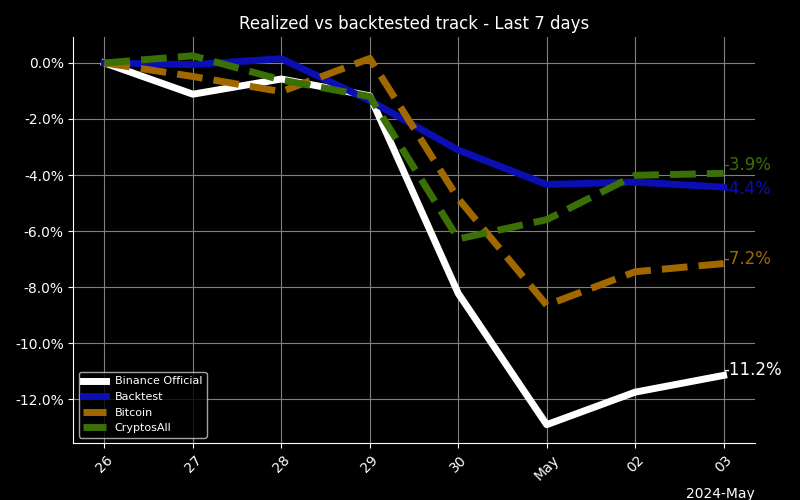 Realized vs backtested track - Last 7 days
0.0%
-2.0%
-4.0%
-6.0%
-8.0%
-10.0%
-12.0%
-3.9%
-4.4%
-7.2%
-11.2%
Binance Official
Backtest
Bitcoin
CryptosAll
26
27
28
29
30
May
02
03
2024-May